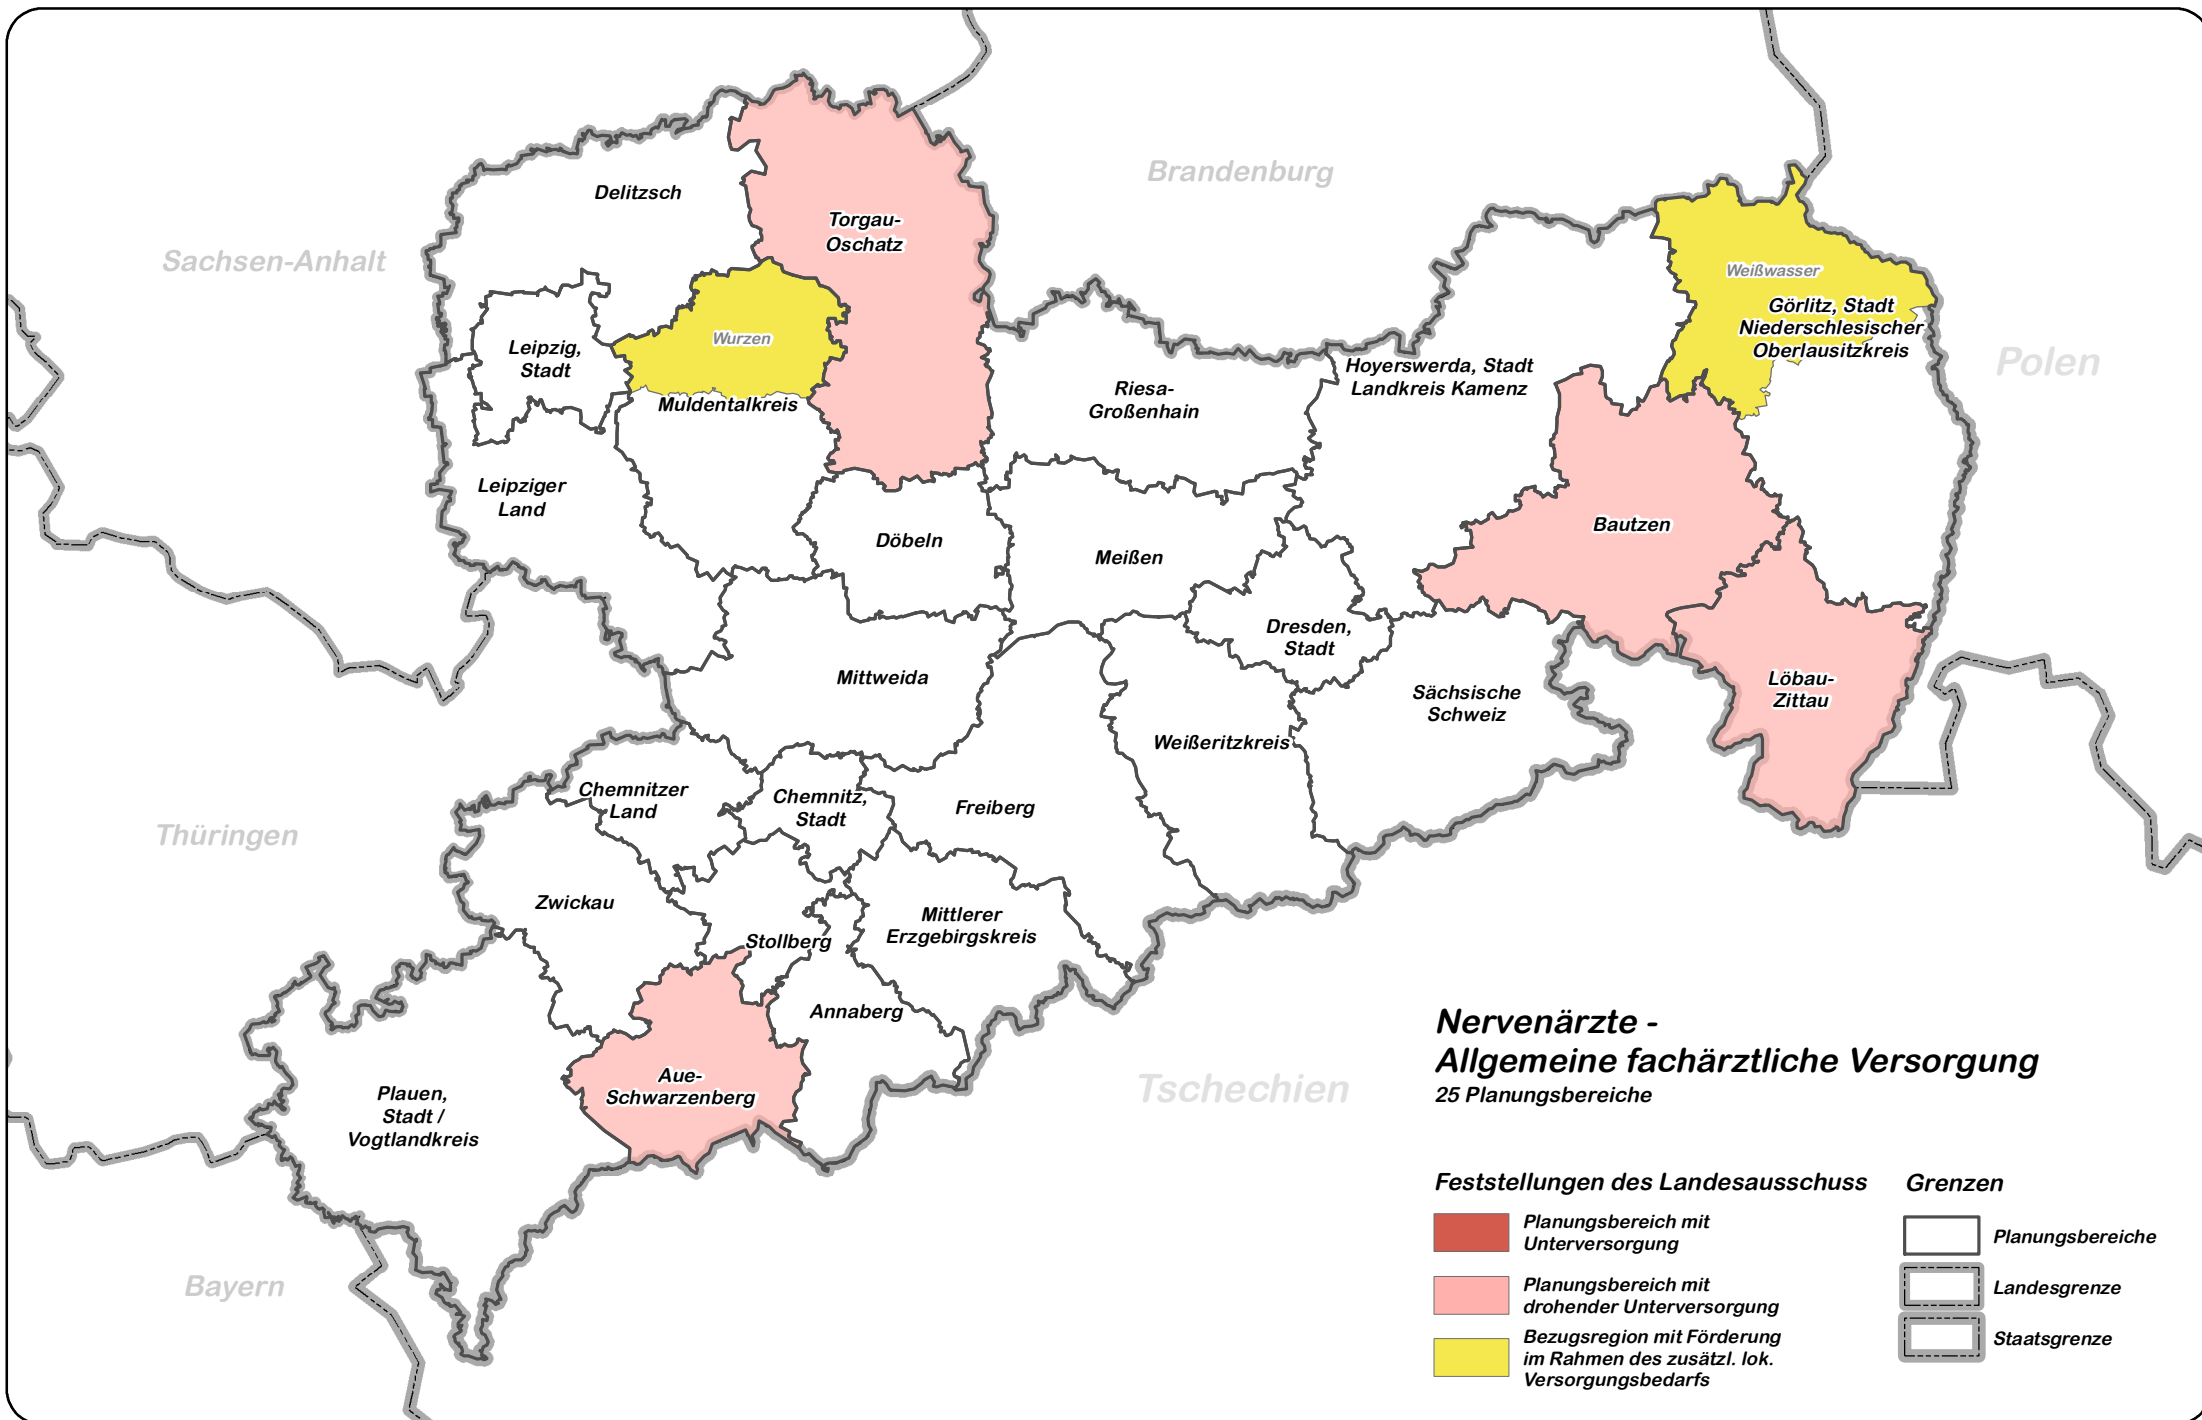 Brandenburg
Delitzsch
Torgau-
Oschatz
Sachsen-Anhalt
Weißwasser
Görlitz, Stadt
Niederschlesischer
Oberlausitzkreis
Polen
Wurzen
Leipzig,
Stadt
Muldentalkreis
Riesa-
Großenhain
Hoyerswerda, Stadt
Landkreis Kamenz
Leipziger
Land
Döbeln
Meißen
Bautzen
Dresden,
Stadt
Mittweida
Sächsische
Schweiz
Löbau-
Zittau
Weißeritzkreis
Chemnitzer
Land
Chemnitz,
Stadt
Freiberg
Thüringen
Zwickau
Stollberg
Mittlerer
Erzgebirgskreis
Annaberg
Aue-
Schwarzenberg
Plauen,
Stadt /
Vogtlandkreis
Tschechien
Bayern
Nervenärzte -
Allgemeine fachärztliche Versorgung
25 Planungsbereiche
Feststellungen des Landesausschuss
Planungsbereich mit
Unterversorgung
Planungsbereich mit
drohender Unterversorgung
Bezugsregion mit Förderung
im Rahmen des zusätzl. lok.
Versorgungsbedarfs
Grenzen
Planungsbereiche
Landesgrenze
Staatsgrenze